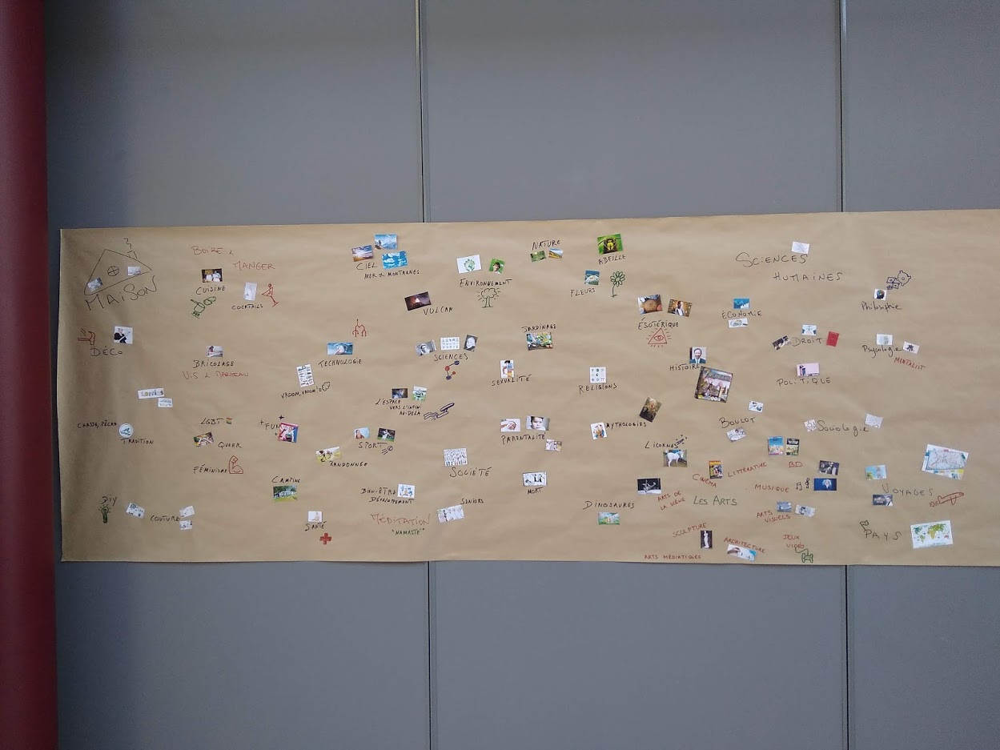 BOIRE &
MANGER
MAISON
CUISINE
COCKTAILS
CIEL
MER & MONTAGNES
VOLCAN
ENVIRONNEMENT
NATURE
ABEILLE
FLEURS
SCIENCES
HUMAINES
ÉSOTÉRIQUE
ÉCONOMIE
Philosophie
DÉCO
BRICOLAGE
VIS & MARTEAU
TECHNOLOGIE
SCIENCES
JARDINAGE
HISTOIRE
DROIT
Psycologie
MENTALIST
VROOM, VROOM!
SEXUALITÉ
RELIGIONS
POLITIQUE
L'ESPACE
VERS L'INFINI
AU-DELA
CHASSE, PÊCHE
TRADITION
LGBT
QUEER
FÉMINISME
FUN
SPORT
RANDONNEE
PARENTALITÉ
MYTHOLOGIES
BOULOT
Sociologie
LICORNES
CAMPING
SOCIÉTÉ
MORT
BIEN-ÊTRE
DÉVELOPPEMENT
CINÉMA
LITTÉRATURE
BD
MUSIQUE
VOYAGES
ARTS DE
LA SCÈNE
LES ARTS
ARTS
VISUELS
DIY
COUTURE
SANTÉ
MÉDITATION
"NAMASTÉ"
SENIORS
DINOSAURES
SCULPTURE
ARCHITECTURE
JEUX
VIDÉO
PAYS
ARTS MÉDIATIQUES